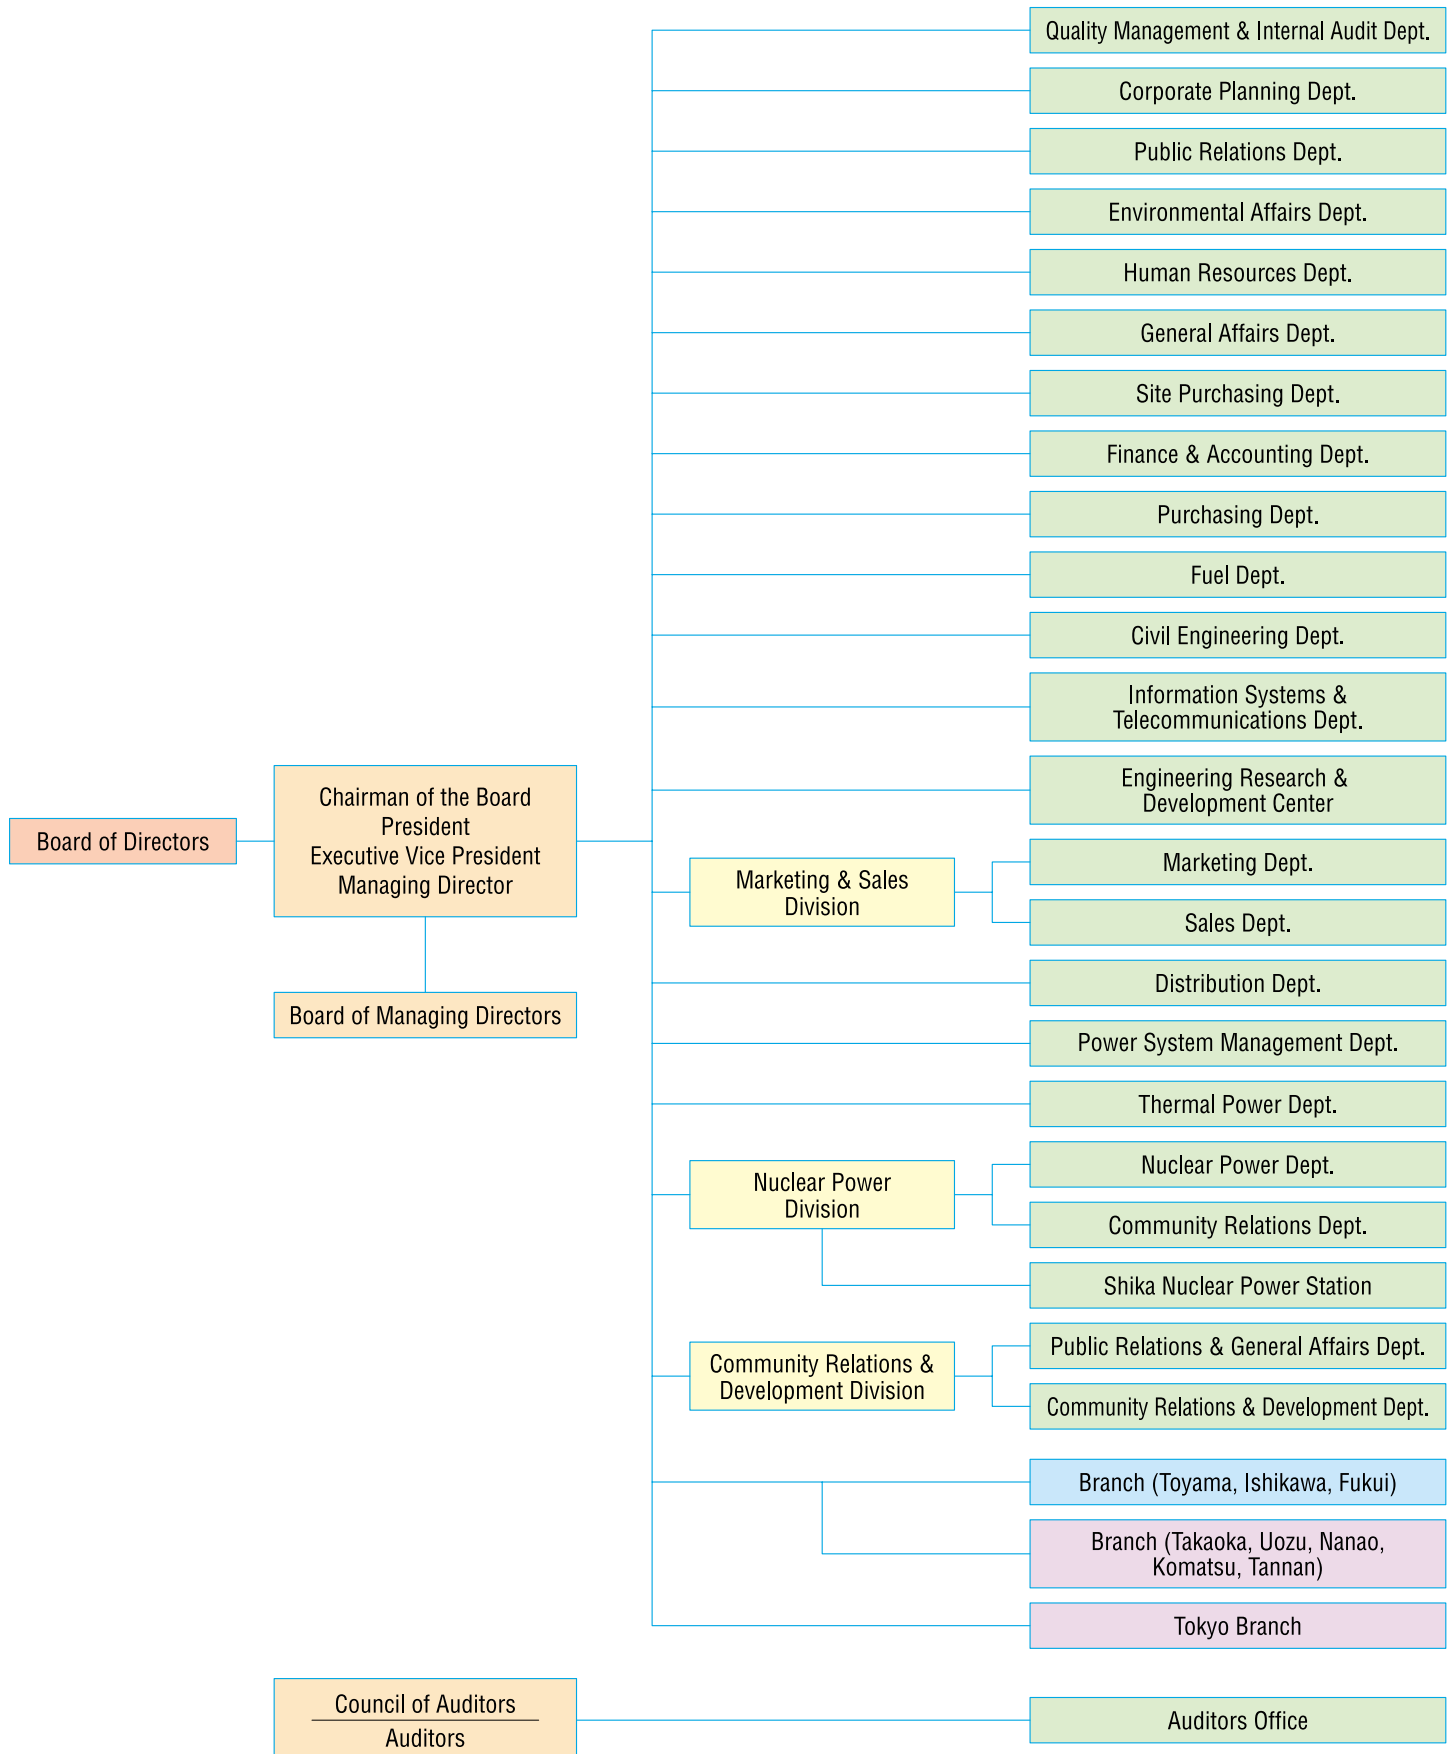 Quality Management & Internal Audit Dept.
Corporate Planning Dept.
Public Relations Dept.
Environmental Affairs Dept.
Human Resources Dept.
General Affairs Dept.
Site Purchasing Dept.
Finance & Accounting Dept.
Purchasing Dept.
Fuel Dept.
Civil Engineering Dept.
Information Systems &
Telecommunications Dept.
Engineering Research &
Development Center
Board of Directors
Chairman of the Board
President
Executive Vice President
Managing Director
Board of Managing Directors
Marketing & Sales
Division
Marketing Dept.
Sales Dept.
Distribution Dept.
Power System Management Dept.
Thermal Power Dept.
Nuclear Power
Division
Nuclear Power Dept.
Community Relations Dept.
Shika Nuclear Power Station
Community Relations &
Development Division
Public Relations & General Affairs Dept.
Community Relations & Development Dept.
Branch (Toyama, Ishikawa, Fukui)
Branch (Takaoka, Uozu, Nanao,
Komatsu, Tannan)
Tokyo Branch
Council of Auditors
Auditors
Auditors Office